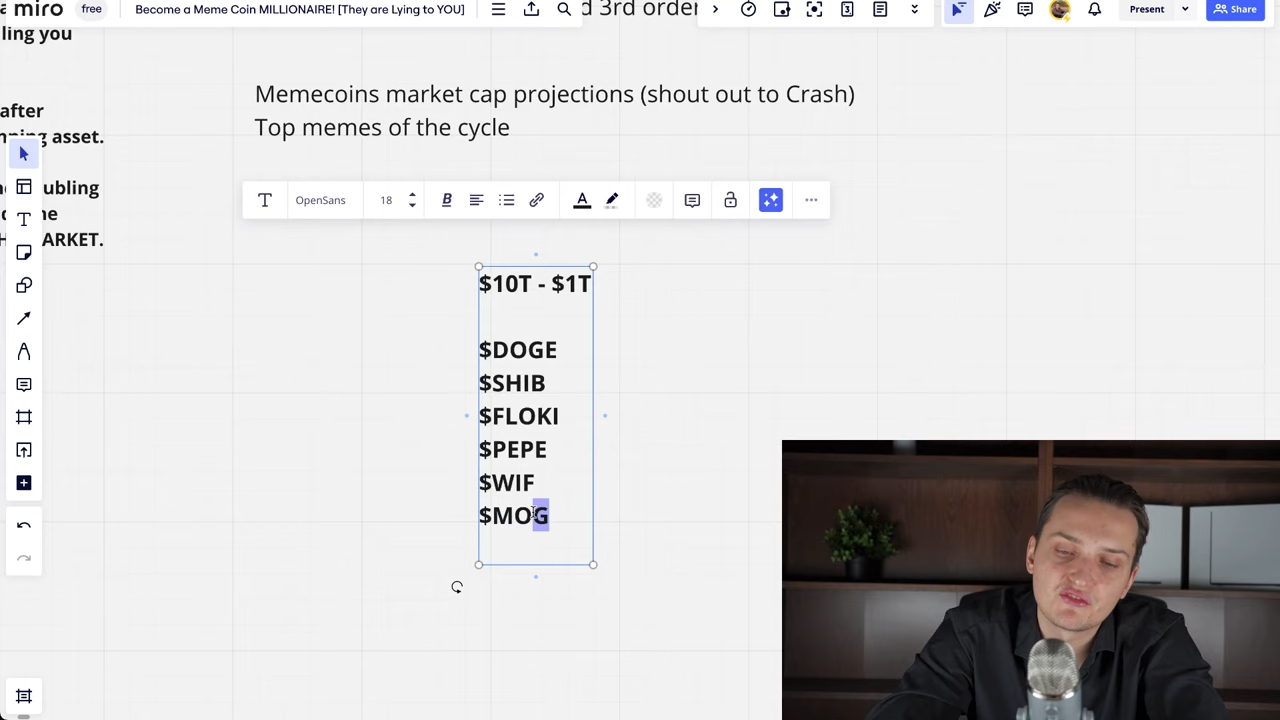 miro
free
Become a Meme Coin MILLIONAIRE! [They are Lying to YOU]
d 3rd order
3
Present
Share
ling you
after
asset.
ubling
ARKET.
Memecoins market cap projections (shout out to Crash)
Top memes of the cycle
T
OpenSans
18
B
A
$10T - $1T
$DOGE
$SHIB
$FLOKI
$PEPE
$WIF
$MOG